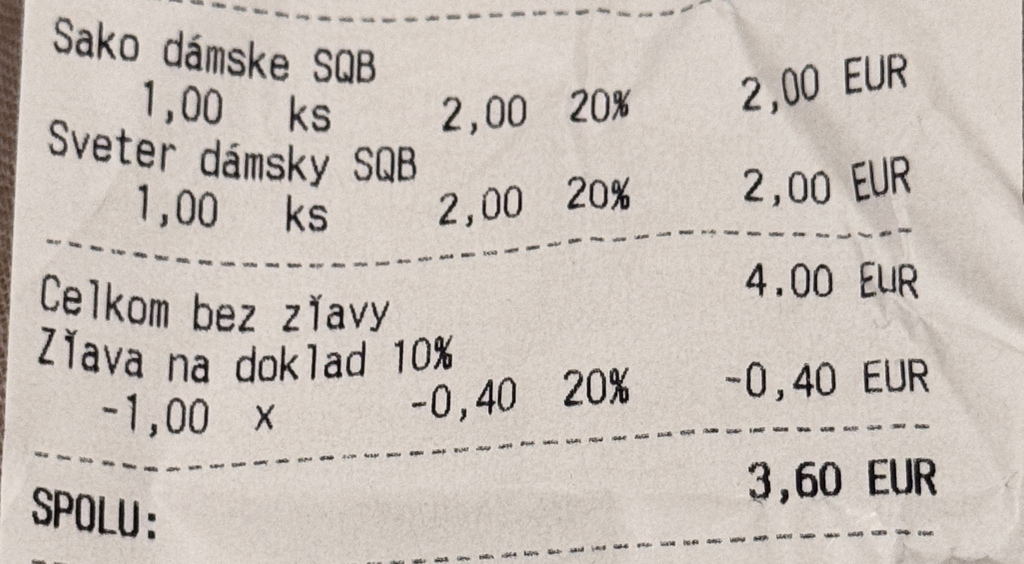 Sako dámske SQB
1,00 ks 2,00 20% 2,00 EUR
Sveter dámsky SQB
1,00 ks 2,00 20% 2,00 EUR
Celkom bez zľavy 4.00 EUR
Zľava na doklad 10%
-1,00 x -0,40 20% -0,40 EUR
SPOLU: 3,60 EUR